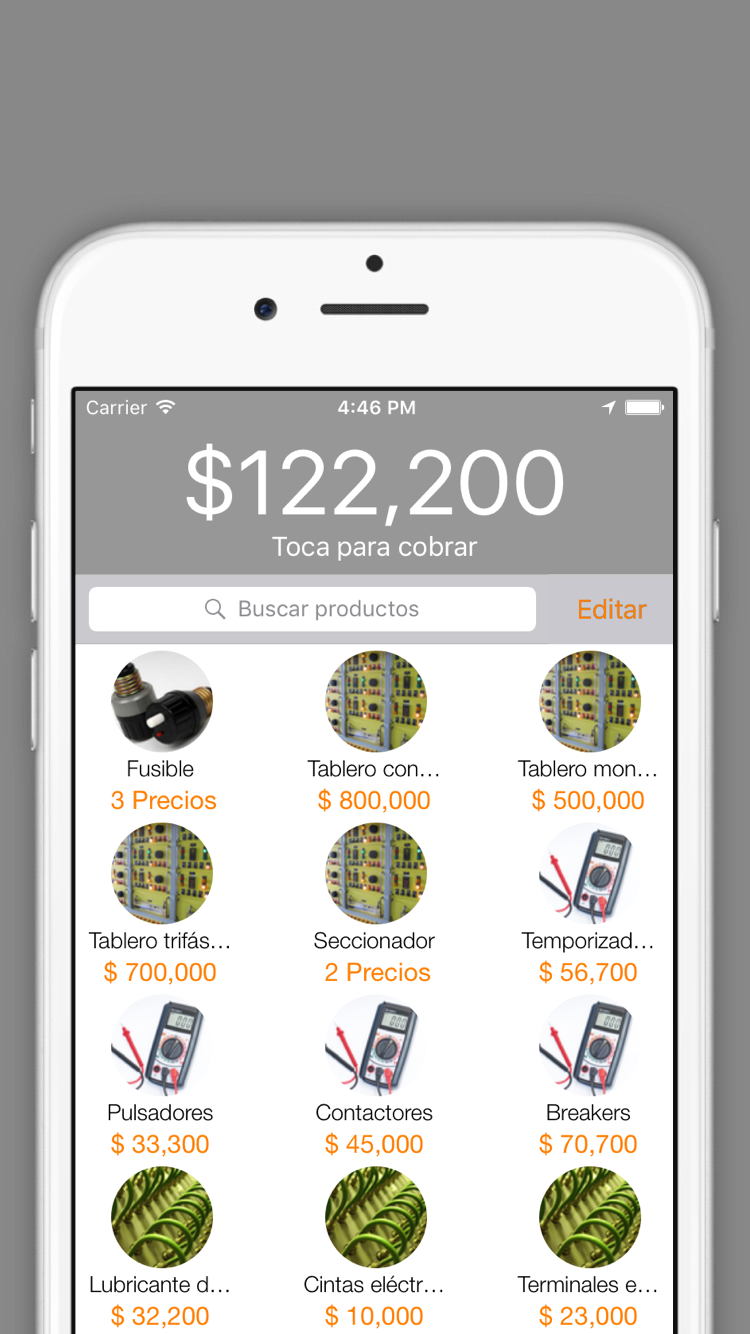 Carrier 4:46 PM
$122,200
Toca para cobrar
Buscar productos Editar
Fusible Tablero con… Tablero mon…
3 Precios $ 800,000 $ 500,000
Tablero trifás… Seccionador Temporizad…
$ 700,000 2 Precios $ 56,700
Pulsadores Contactores Breakers
$ 33,300 $ 45,000 $ 70,700
Lubricante d… Cintas eléctr… Terminales e…
$ 32,200 $ 10,000 $ 23,000